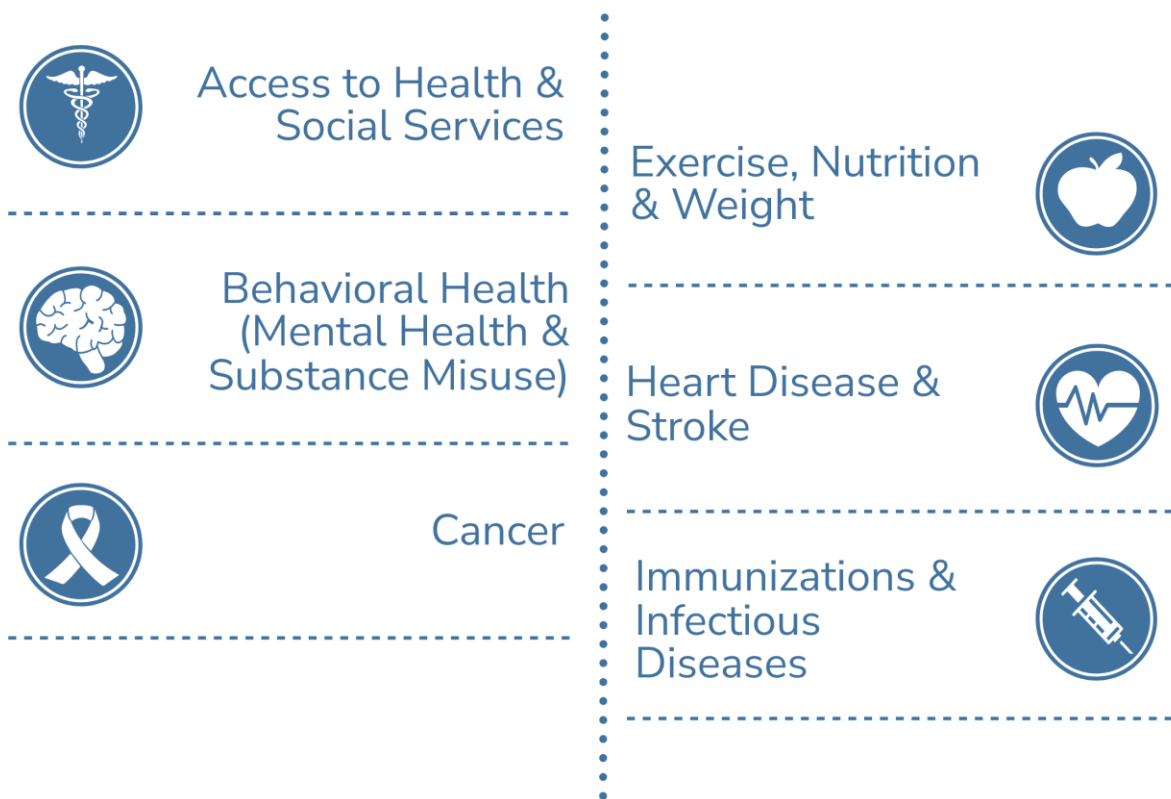 Access to Health &
Social Services
Behavioral Health
(Mental Health &
Substance Misuse)
Cancer
Exercise, Nutrition
& Weight
Heart Disease &
Stroke
Immunizations &
Infectious
Diseases